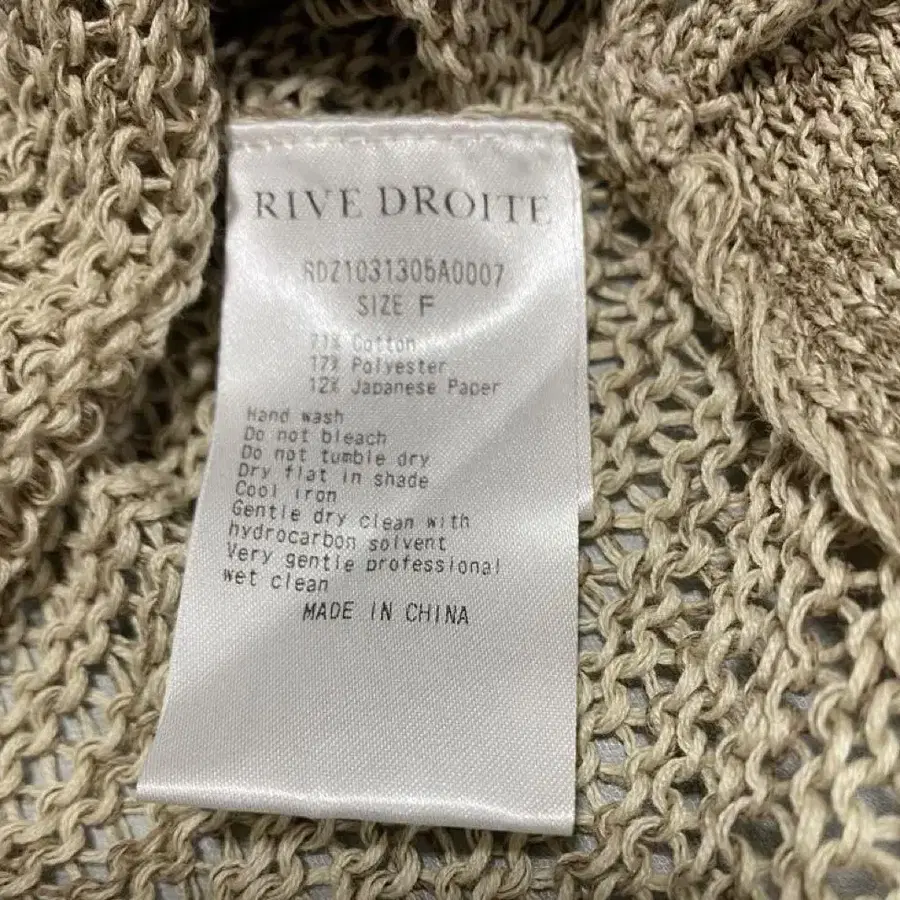 RIVE DROITE
RDZ1031305A0007
SIZE F
71% Cotton
17% Polyester
12% Japanese Paper
Hand wash
Do not bleach
Do not tumble dry
Dry flat in shade
Cool iron
Gentle dry clean with
hydrocarbon solvent
Very gentle professional
wet clean
MADE IN CHINA